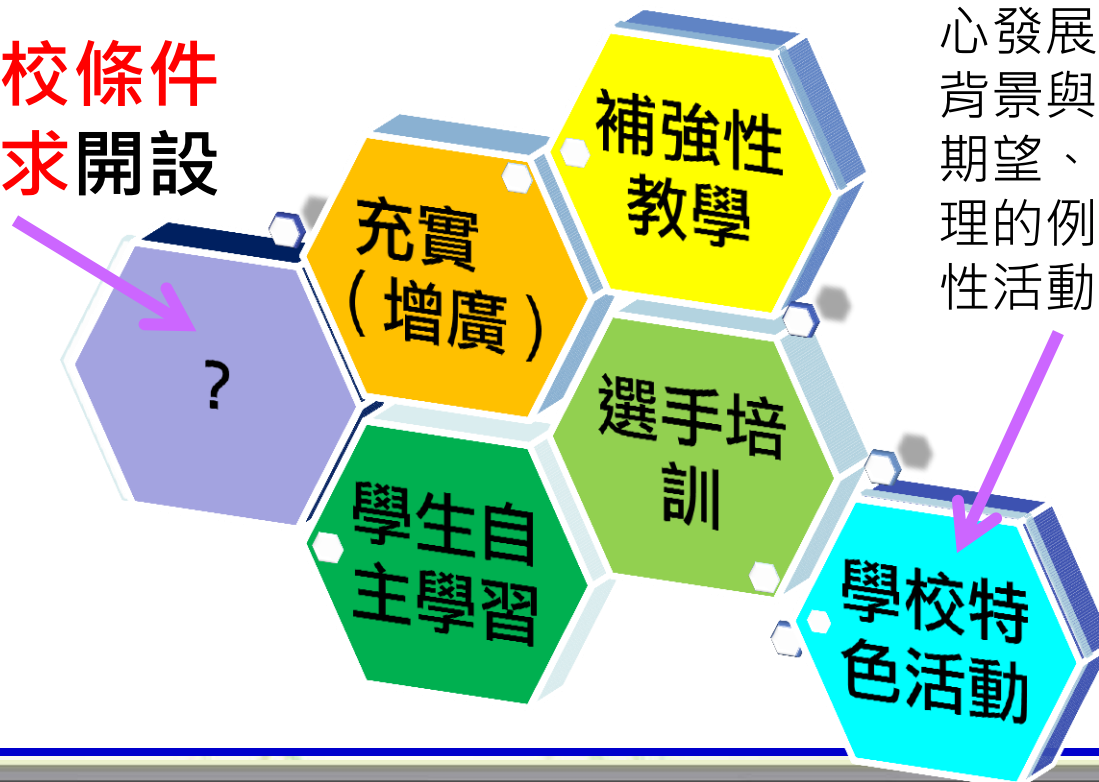 校條件
求開設
心發展
背景與
期望、
理的例
性活動
補強性
教學
充實
(增廣)
?
選手培
訓
學生自
主學習
學校特
色活動